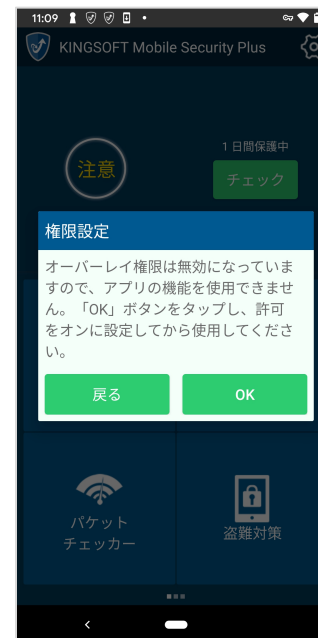 11:09
KINGSOFT Mobile Security Plus
1日間保護中
注意
チェック
権限設定
オーバーレイ権限は無効になっていま
すので、アプリの機能を使用できませ
ん。「OK」ボタンをタップし、許可
をオンに設定してから使用してくださ
い。
戻る
OK
パケット
チェッカー
盗難対策